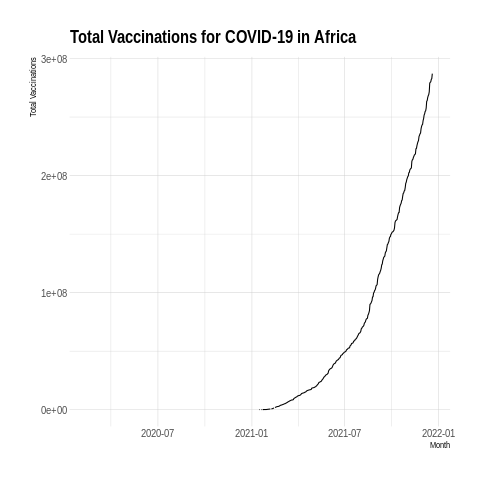 Total Vaccinations for COVID-19 in Africa
Total Vaccinations
3e+08
2e+08
1e+08
0e+00
2020-07 2021-01 2021-07 2022-01
Month